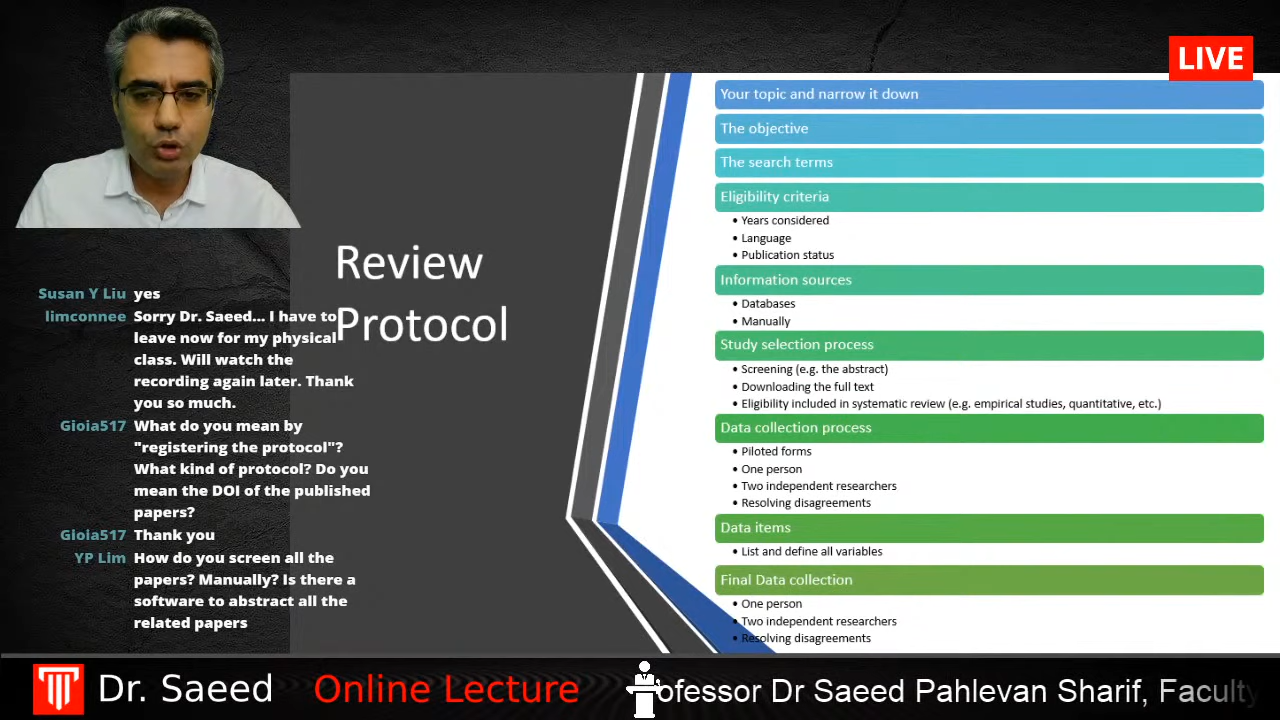 LIVE
Your topic and narrow it down
The objective
The search terms
Eligibility criteria
• Years considered
• Language
• Publication status
Information sources
• Databases
• Manually
Study selection process
• Screening (e.g. the abstract)
• Downloading the full text
• Eligibility included in systematic review (e.g. empirical studies, quantitative, etc.)
Data collection process
• Piloted forms
• One person
• Two independent researchers
• Resolving disagreements
Data items
• List and define all variables
Final Data collection
• One person
• Two independent researchers
• Resolving disagreements
Review
Protocol
Susan Y Liu yes
limconnee Sorry Dr. Saeed... I have to
leave now for my physical
class. Will watch the
recording again later. Thank
you so much.
Gioia517 What do you mean by
"registering the protocol"?
What kind of protocol? Do you
mean the DOI of the published
papers?
Gioia517 Thank you
YP Lim How do you screen all the
papers? Manually? Is there a
software to abstract all the
related papers
Dr. Saeed Online Lecture ofessor Dr Saeed Pahlevan Sharif, Faculty